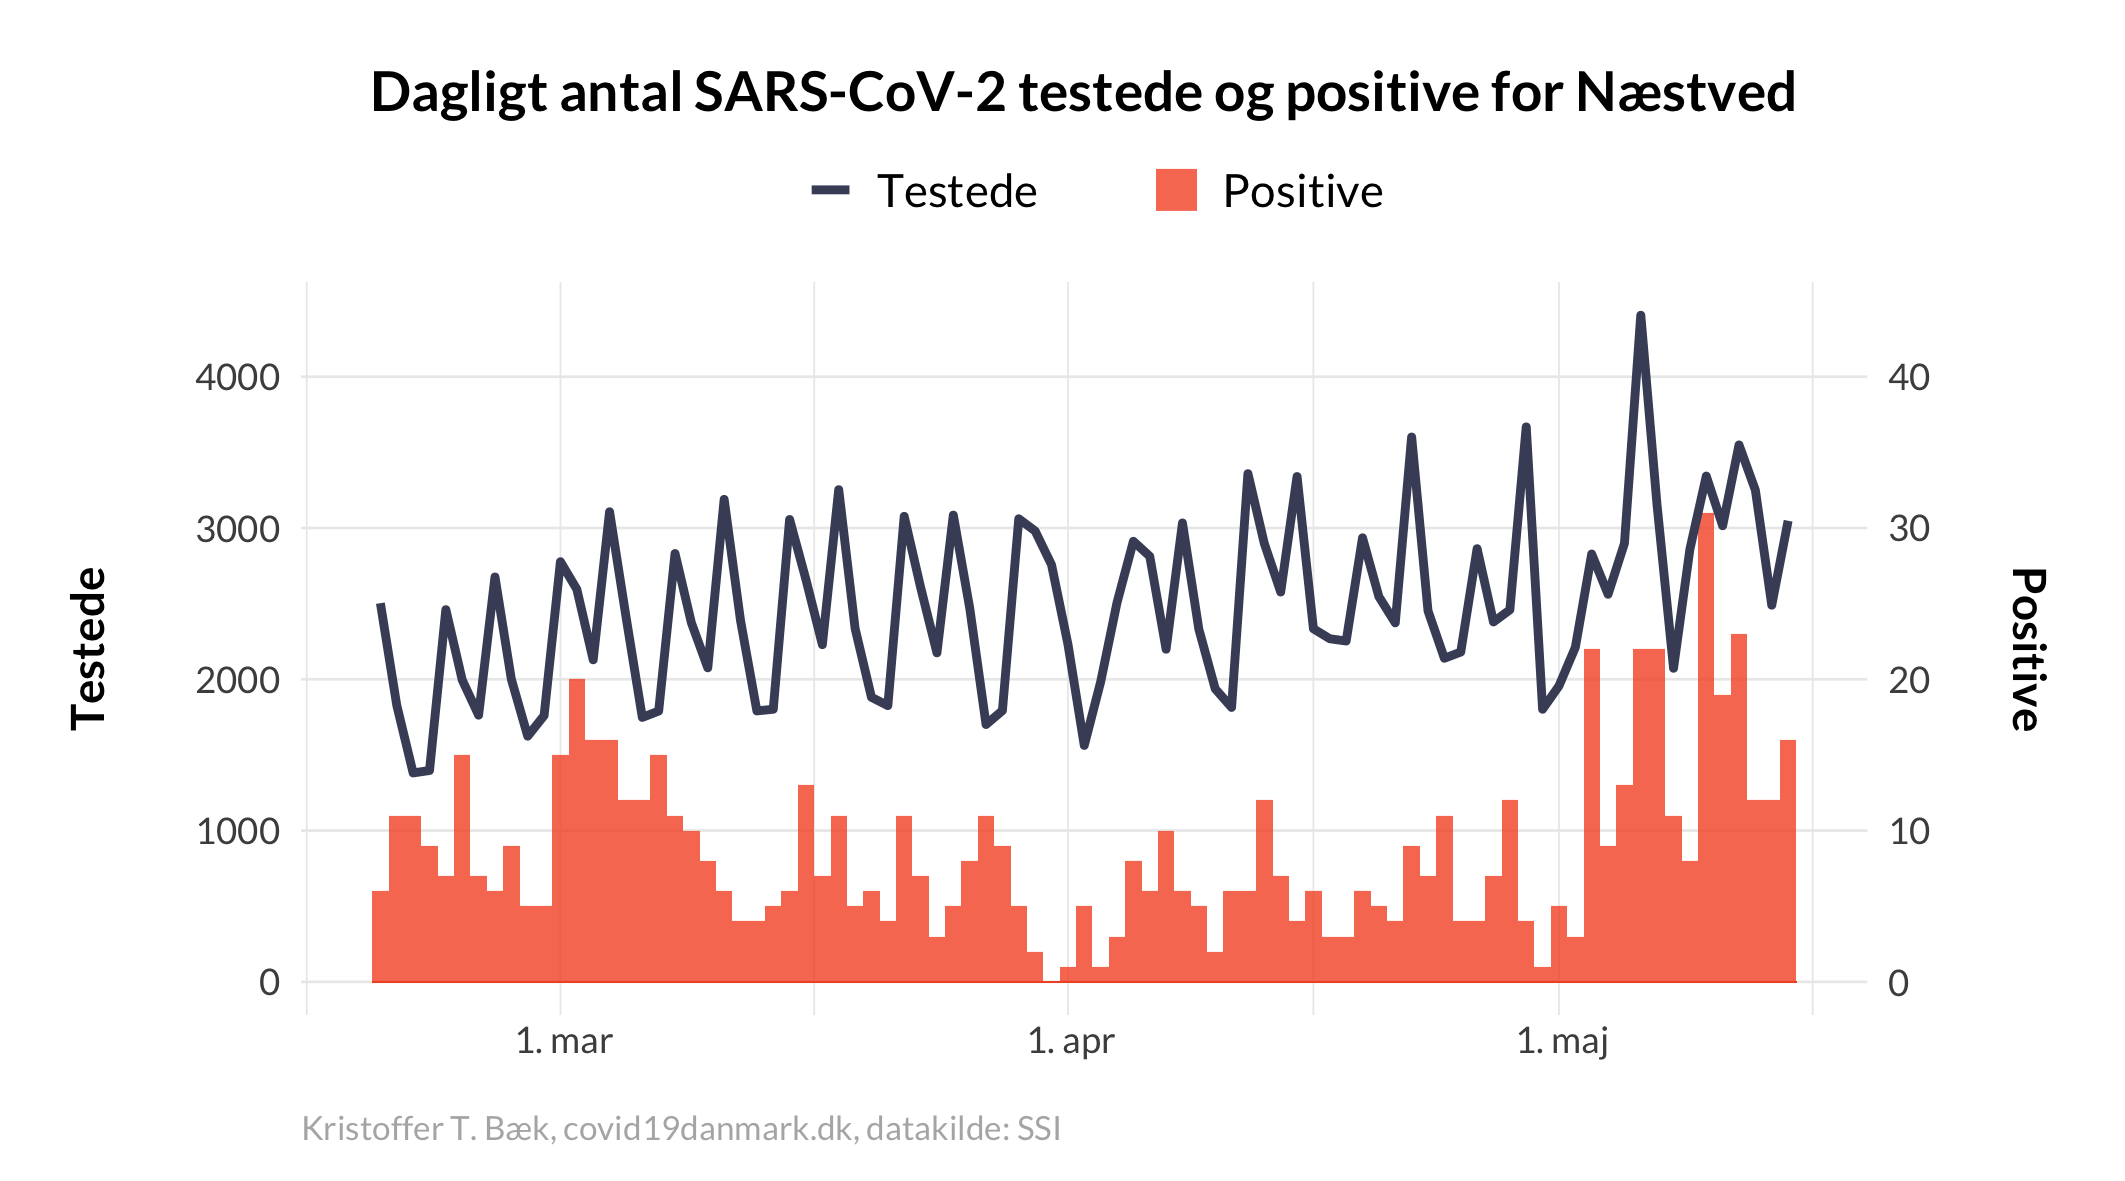 Dagligt antal SARS-CoV-2 testede og positive for Næstved
Testede
Positive
4000
3000
2000
1000
0
Testede
40
30
20
10
0
Positive
1. mar
1. apr
1. maj
Kristoffer T. Bæk, covid19danmark.dk, datakilde: SSI